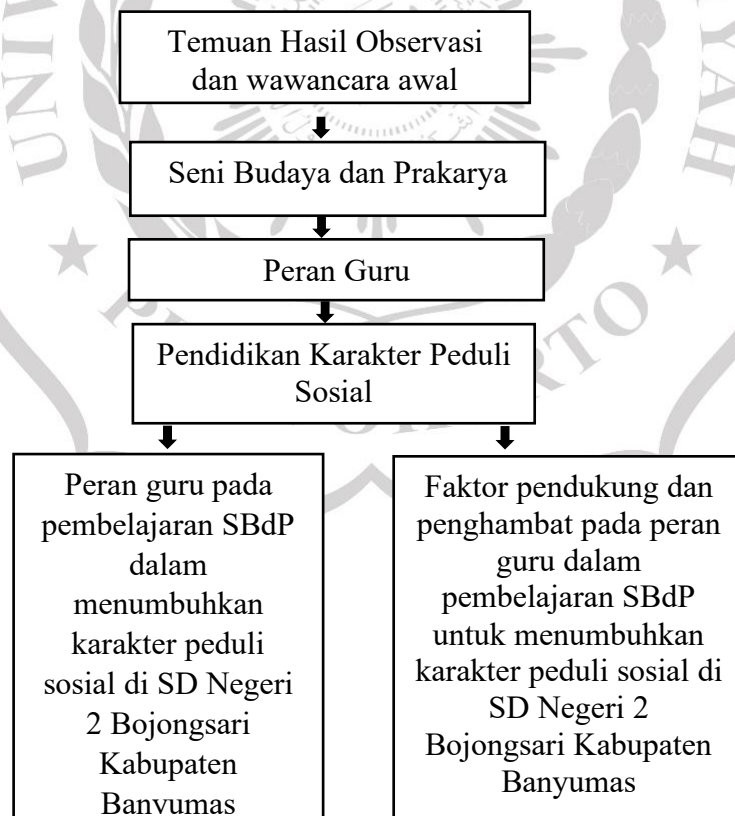 Temuan Hasil Observasi
dan wawancara awal
Seni Budaya dan Prakarya
Peran Guru
Pendidikan Karakter Peduli
Sosial
Peran guru pada
pembelajaran SBdP
dalam
menumbuhkan
karakter peduli
sosial di SD Negeri
2 Bojongsari
Kabupaten
Banyumas
Faktor pendukung dan
penghambat pada peran
guru dalam
pembelajaran SBdP
untuk menumbuhkan
karakter peduli sosial di
SD Negeri 2
Bojongsari Kabupaten
Banyumas